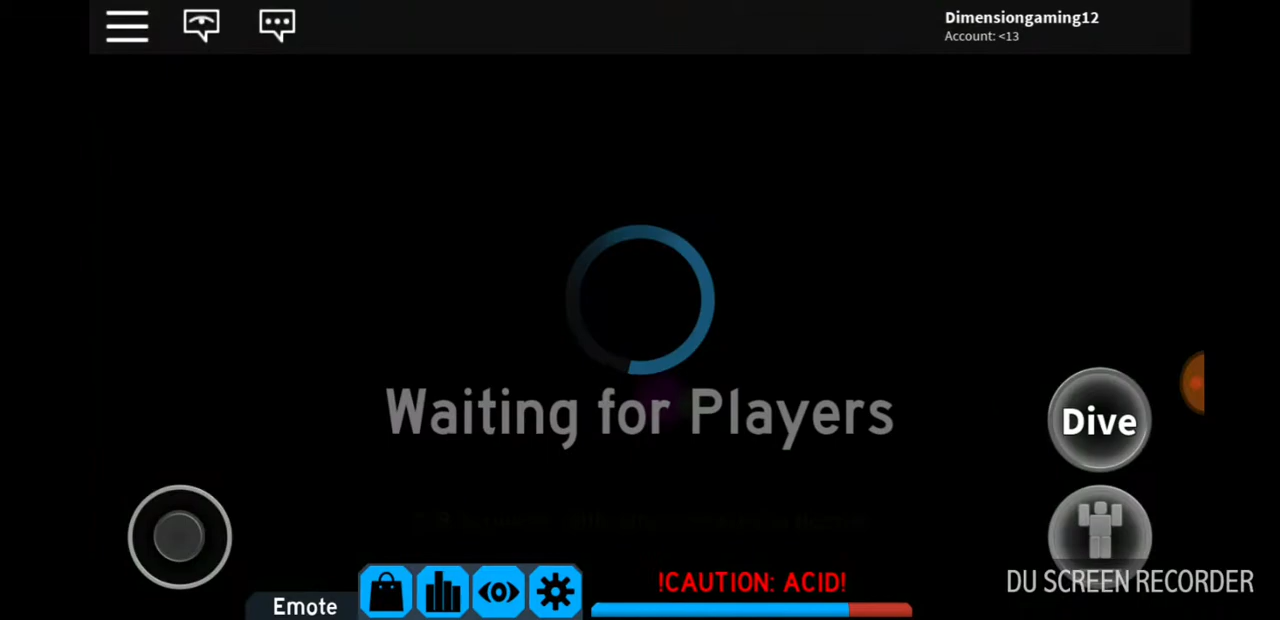 Dimensiongaming12
Account: <13
Waiting for Players
Dive
!CAUTION: ACID!
Emote
DU SCREEN RECORDER